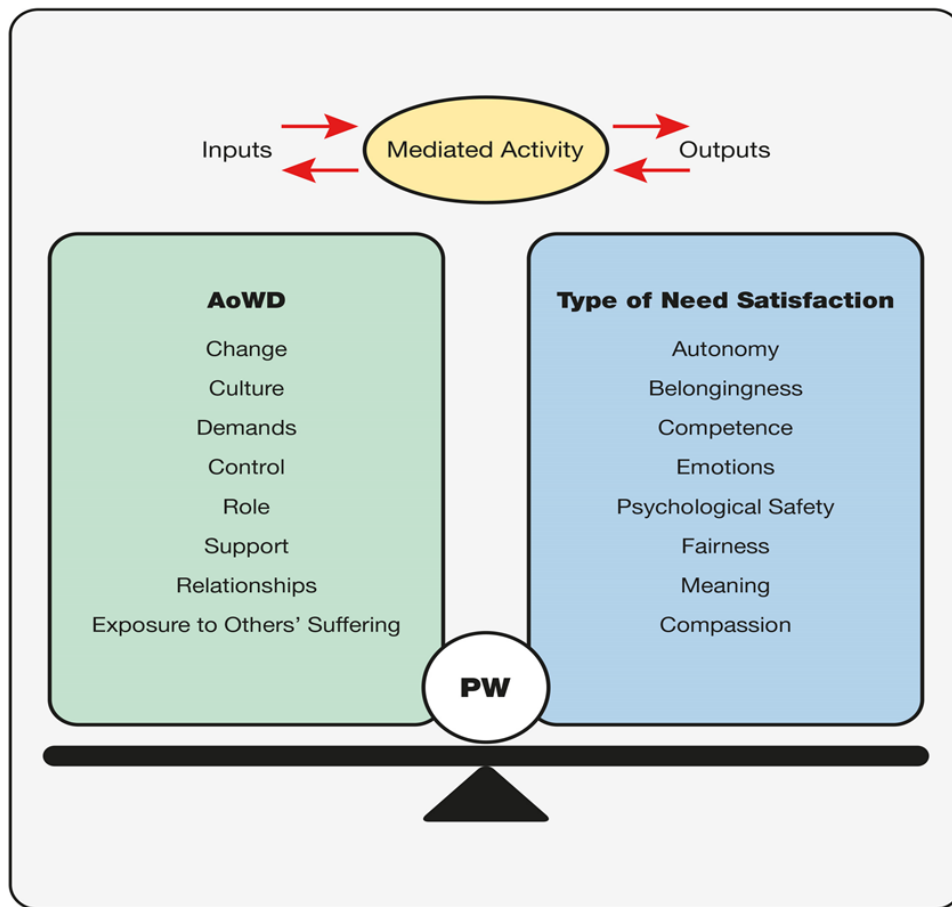 Inputs
Mediated Activity
Outputs
AoWD
Change
Culture
Demands
Control
Role
Support
Relationships
Exposure to Others’ Suffering
Type of Need Satisfaction
Autonomy
Belongingness
Competence
Emotions
Psychological Safety
Fairness
Meaning
Compassion
PW